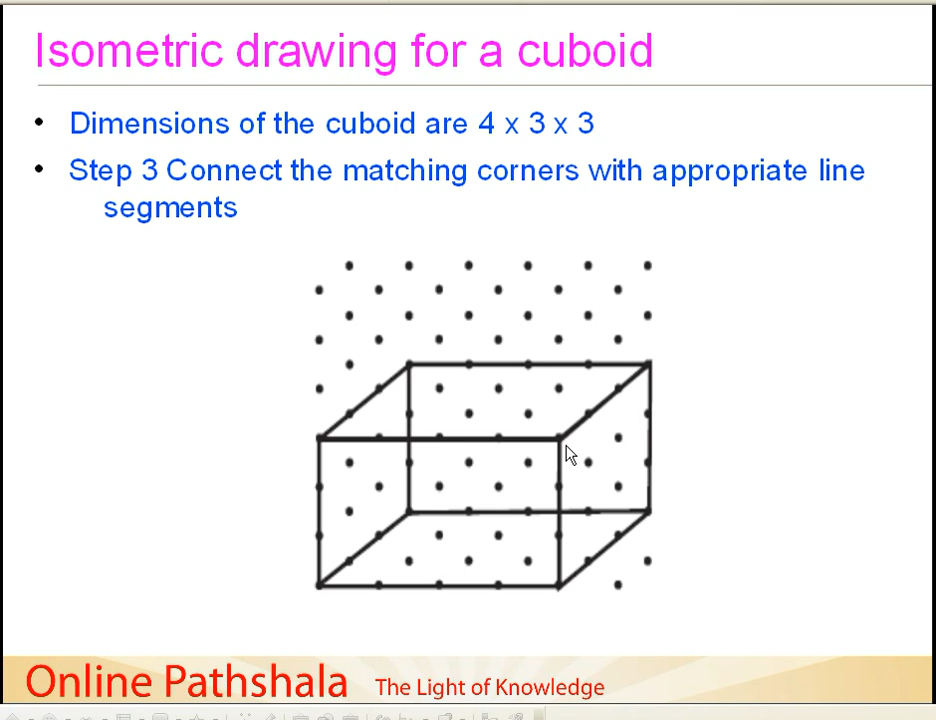 Isometric drawing for a cuboid
• Dimensions of the cuboid are 4 x 3 x 3
• Step 3 Connect the matching corners with appropriate line
segments
Online Pathshala The Light of Knowledge